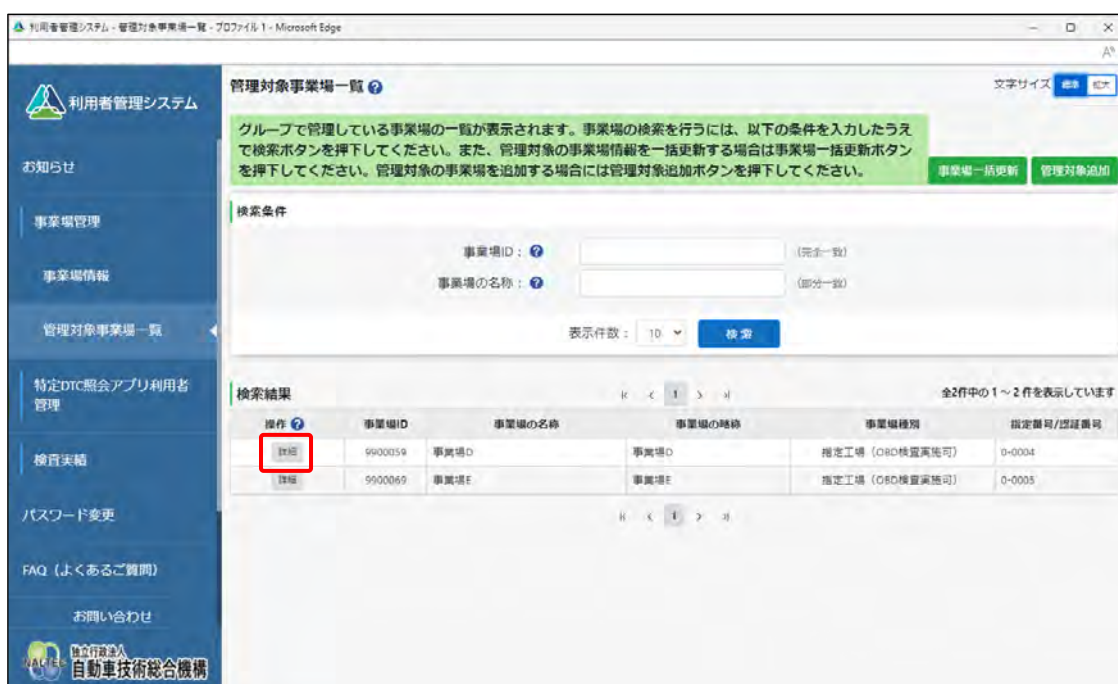 利用者管理システム - 管理対象事業場一覧 - プロファイル 1 - Microsoft Edge
利用者管理システム
お知らせ
事業場管理
事業場情報
管理対象事業場一覧
特定DTC照会アプリ利用者
管理
検査実績
パスワード変更
FAQ（よくあるご質問）
お問い合わせ
独立行政法人
自動車技術総合機構
管理対象事業場一覧
文字サイズ 標準 拡大
グループで管理している事業場の一覧が表示されます。事業場の検索を行うには、以下の条件を入力したうえ
で検索ボタンを押下してください。また、管理対象の事業場情報を一括更新する場合は事業場一括更新ボタン
を押下してください。管理対象の事業場を追加する場合には管理対象追加ボタンを押下してください。
事業場一括更新 管理対象追加
検索条件
事業場ID： (完全一致)
事業場の名称： (部分一致)
表示件数： 10 検索
検索結果 1 全2件中の 1 ～ 2 件を表示しています
操作 事業場ID 事業場の名称 事業場の略称 事業場種別 指定番号/認証番号
詳細 9900059 事業場D 事業場D 指定工場（OBD検査実施可） 0-0004
詳細 9900069 事業場E 事業場E 指定工場（OBD検査実施可） 0-0005
1